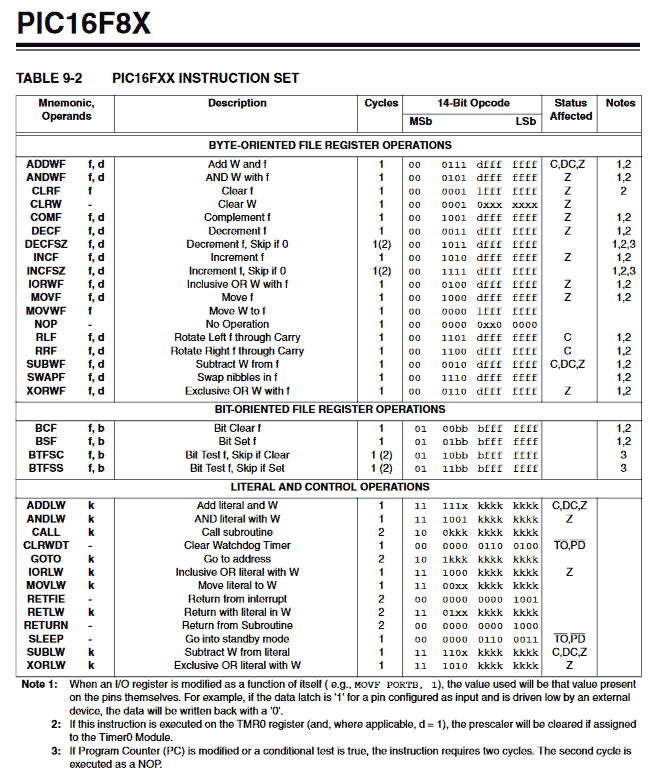 PIC16F8X
TABLE 9-2 PIC16FXX INSTRUCTION SET
Mnemonic, Operands Description Cycles 14-Bit Opcode Status Affected Notes
MSb LSb
BYTE-ORIENTED FILE REGISTER OPERATIONS
ADDWF f, d Add W and f 1 00 0111 dfff ffff C,DC,Z 1,2
ANDWF f, d AND W with f 1 00 0101 dfff ffff Z 1,2
CLRF f Clear f 1 00 0001 lfff ffff Z 2
CLRW - Clear W 1 00 0001 0xxx xxxx Z
COMF f, d Complement f 1 00 1001 dfff ffff Z 1,2
DECF f, d Decrement f 1 00 0011 dfff ffff Z 1,2
DECFSZ f, d Decrement f, Skip if 0 1(2) 00 1011 dfff ffff 1,2,3
INCF f, d Increment f 1 00 1010 dfff ffff Z 1,2
INCFSZ f, d Increment f, Skip if 0 1(2) 00 1111 dfff ffff 1,2,3
IORWF f, d Inclusive OR W with f 1 00 0100 dfff ffff Z 1,2
MOVF f, d Move f 1 00 1000 dfff ffff Z 1,2
MOVWF f Move W to f 1 00 0000 lfff ffff
NOP - No Operation 1 00 0000 0xx0 0000
RLF f, d Rotate Left f through Carry 1 00 1101 dfff ffff C 1,2
RRF f, d Rotate Right f through Carry 1 00 1100 dfff ffff C 1,2
SUBWF f, d Subtract W from f 1 00 0010 dfff ffff C,DC,Z 1,2
SWAPF f, d Swap nibbles in f 1 00 1110 dfff ffff 1,2
XORWF f, d Exclusive OR W with f 1 00 0110 dfff ffff Z 1,2
BIT-ORIENTED FILE REGISTER OPERATIONS
BCF f, b Bit Clear f 1 01 00bb bfff ffff 1,2
BSF f, b Bit Set f 1 01 01bb bfff ffff 1,2
BTFSC f, b Bit Test f, Skip if Clear 1 (2) 01 10bb bfff ffff 3
BTFSS f, b Bit Test f, Skip if Set 1 (2) 01 11bb bfff ffff 3
LITERAL AND CONTROL OPERATIONS
ADDLW k Add literal and W 1 11 111x kkkk kkkk C,DC,Z
ANDLW k AND literal with W 1 11 1001 kkkk kkkk Z
CALL k Call subroutine 2 10 0kkk kkkk kkkk
CLRWDT - Clear Watchdog Timer 1 00 0000 0110 0100 TO,PD
GOTO k Go to address 2 10 1kkk kkkk kkkk
IORLW k Inclusive OR literal with W 1 11 1000 kkkk kkkk Z
MOVLW k Move literal to W 1 11 00xx kkkk kkkk
RETFIE - Return from interrupt 2 00 0000 0000 1001
RETLW k Return with literal in W 2 11 01xx kkkk kkkk
RETURN - Return from Subroutine 2 00 0000 0000 1000
SLEEP - Go into standby mode 1 00 0000 0110 0011 TO,PD
SUBLW k Subtract W from literal 1 11 110x kkkk kkkk C,DC,Z
XORLW k Exclusive OR literal with W 1 11 1010 kkkk kkkk Z
Note 1: When an I/O register is modified as a function of itself ( e.g., MOVF PORTB, 1), the value used will be that value present
on the pins themselves. For example, if the data latch is '1' for a pin configured as input and is driven low by an external
device, the data will be written back with a '0'.
2: If this instruction is executed on the TMR0 register (and, where applicable, d = 1), the prescaler will be cleared if assigned
to the Timer0 Module.
3: If Program Counter (PC) is modified or a conditional test is true, the instruction requires two cycles. The second cycle is
executed as a NOP.